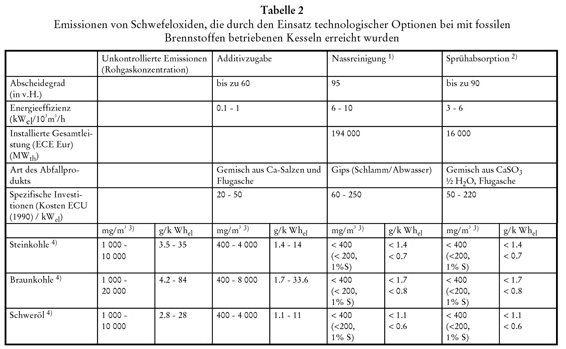 Tabelle 2
Emissionen von Schwefeloxiden, die durch den Einsatz technologischer Optionen bei mit fossilen
Brennstoffen betriebenen Kesseln erreicht wurden
Unkontrollierte Emissionen (Rohgaskonzentration) Additivzugabe Nassreinigung 1) Sprühabsorption 2)
Abscheidegrad (in v.H.) bis zu 60 95 bis zu 90
Energieeffizienz (kWel/10³m³/h 0.1 - 1 6 - 10 3 - 6
Installierte Gesamtlei-
stung (ECE Eur)
(MWth) 194 000 16 000
Art des Abfallpro-
dukts Gemisch aus Ca-Salzen und Flugasche Gips (Schlamm/Abwasser) Gemisch aus CaSO3 ½ H2O, Flugasche
Spezifische Investi-
tionen (Kosten ECU
(1990) / kWel) 20 - 50 60 - 250 50 - 220
mg/m³ 3) g/k Whel mg/m³ 3) g/k Whel mg/m³ 3) g/k Whel mg/m³ 3) g/k Whel
Steinkohle 4) 1 000 - 10 000 3.5 - 35 400 - 4 000 1.4 - 14 < 400 (< 200, 1%S) < 1.4 < 0.7 < 400 (<200, 1% S) < 1.4 < 0.7
Braunkohle 4) 1 000 - 20 000 4.2 - 84 400 - 8 000 1.7 - 33.6 < 400 (<200, 1% S) < 1.7 < 0.8 < 400 (<200, 1% S) < 1.7 < 0.8
Schweröl 4) 1 000 - 10 000 2.8 - 28 400 - 4 000 1.1 - 11 < 400 (<200, 1% S) < 1.1 < 0.6 < 400 (<200, 1% S) < 1.1 < 0.6